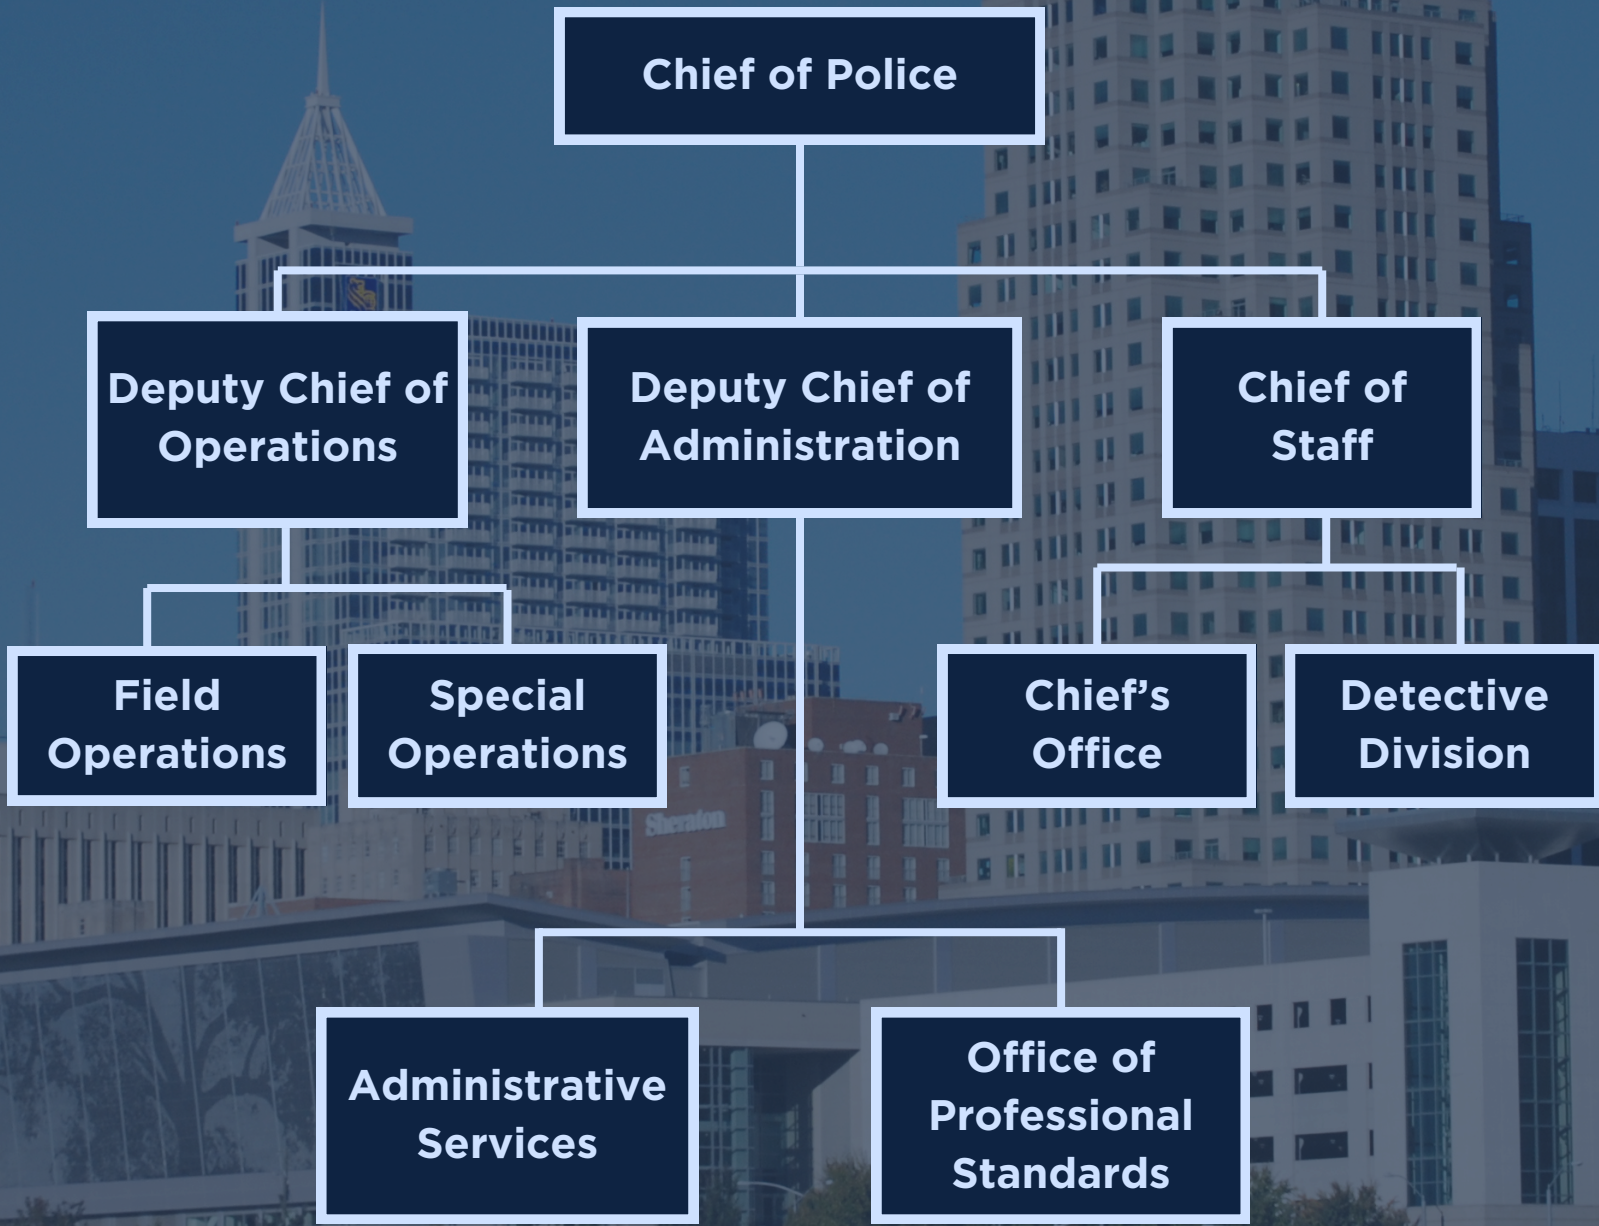 Chief of Police
Deputy Chief of
Operations
Deputy Chief of
Administration
Chief of
Staff
Field
Operations
Special
Operations
Chief’s
Office
Detective
Division
Sheraton
Administrative
Services
Office of
Professional
Standards